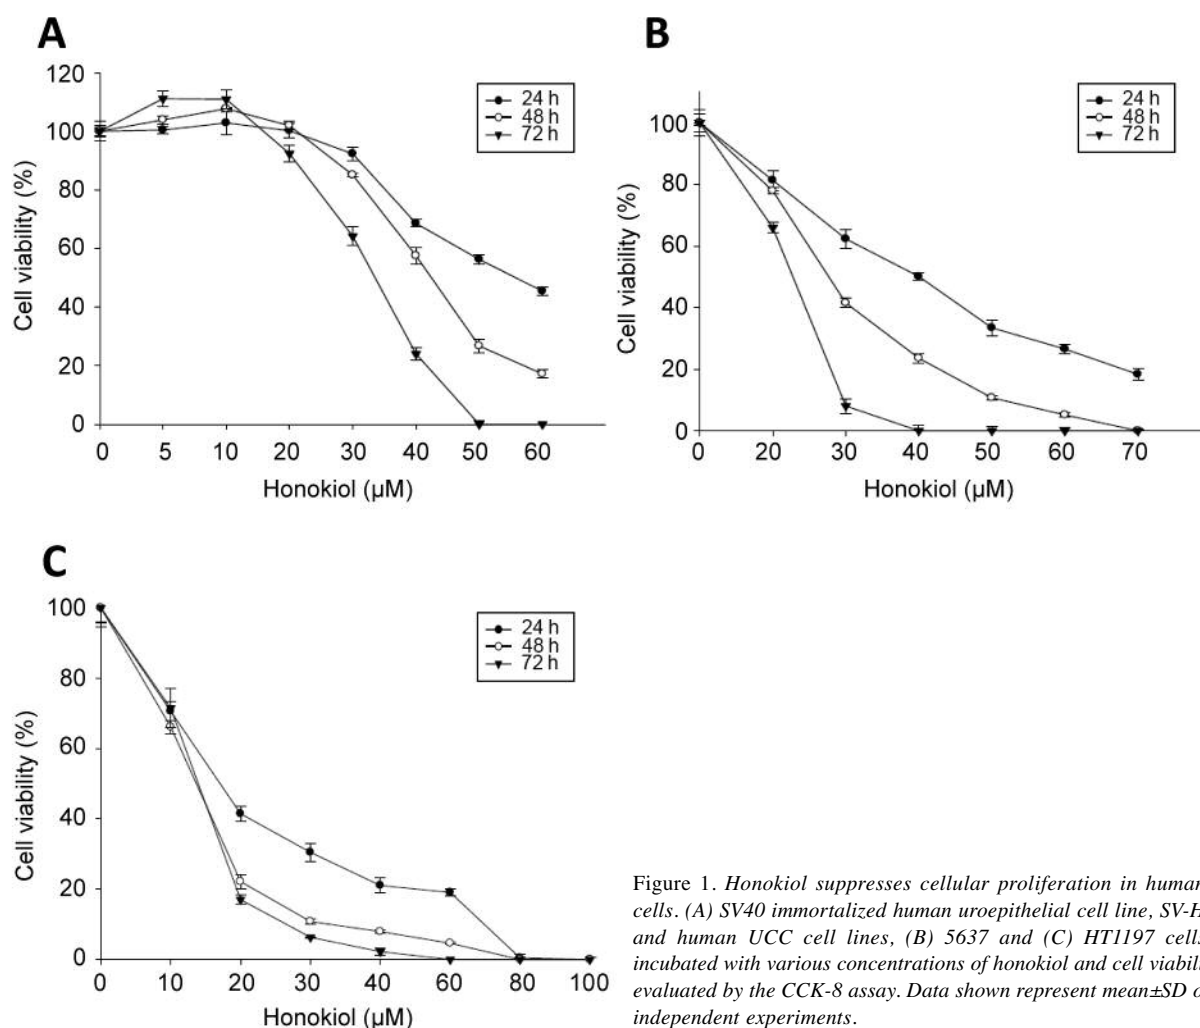 A
120
100
80
60
40
20
0
Cell viability (%)
24 h
48 h
72 h
0 5 10 20 30 40 50 60
Honokiol (µM)
B
100
80
60
40
20
0
Cell viability (%)
24 h
48 h
72 h
0 20 30 40 50 60 70
Honokiol (µM)
C
100
80
60
40
20
0
Cell viability (%)
24 h
48 h
72 h
0 10 20 30 40 60 80 100
Honokiol (µM)
Figure 1. Honokiol suppresses cellular proliferation in human
cells. (A) SV40 immortalized human uroepithelial cell line, SV-H
and human UCC cell lines, (B) 5637 and (C) HT1197 cells
incubated with various concentrations of honokiol and cell viabili
evaluated by the CCK-8 assay. Data shown represent mean±SD o
independent experiments.